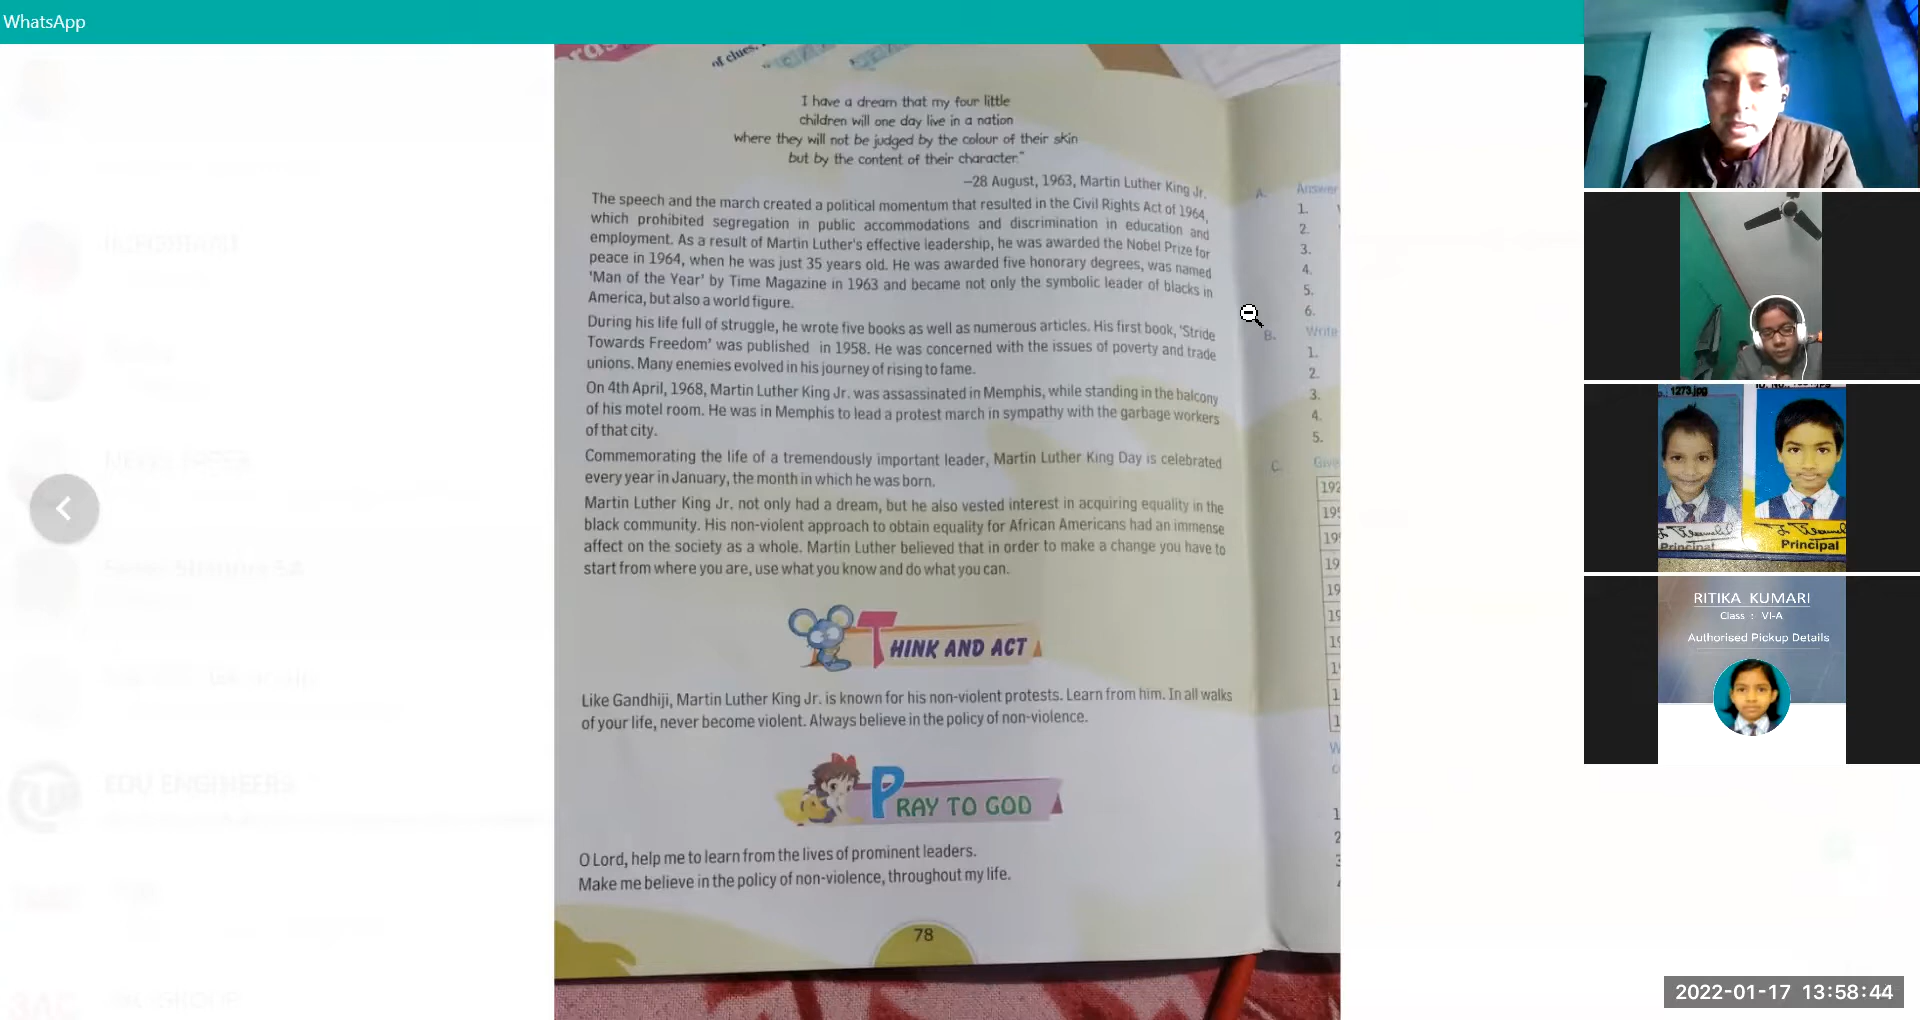 WhatsApp
of clues.
I have a dream that my four little
children will one day live in a nation
where they will not be judged by the colour of their skin
but by the content of their character."
–28 August, 1963, Martin Luther King Jr.
The speech and the march created a political momentum that resulted in the Civil Rights Act of 1964,
which prohibited segregation in public accommodations and discrimination in education and
employment. As a result of Martin Luther's effective leadership, he was awarded the Nobel Prize for
peace in 1964, when he was just 35 years old. He was awarded five honorary degrees, was named
'Man of the Year' by Time Magazine in 1963 and became not only the symbolic leader of blacks in
America, but also a world figure.
During his life full of struggle, he wrote five books as well as numerous articles. His first book, 'Stride
Towards Freedom' was published in 1958. He was concerned with the issues of poverty and trade
unions. Many enemies evolved in his journey of rising to fame.
On 4th April, 1968, Martin Luther King Jr. was assassinated in Memphis, while standing in the balcony
of his motel room. He was in Memphis to lead a protest march in sympathy with the garbage workers
of that city.
Commemorating the life of a tremendously important leader, Martin Luther King Day is celebrated
every year in January, the month in which he was born.
Martin Luther King Jr. not only had a dream, but he also vested interest in acquiring equality in the
black community. His non-violent approach to obtain equality for African Americans had an immense
affect on the society as a whole. Martin Luther believed that in order to make a change you have to
start from where you are, use what you know and do what you can.
THINK AND ACT
Like Gandhiji, Martin Luther King Jr. is known for his non-violent protests. Learn from him. In all walks
of your life, never become violent. Always believe in the policy of non-violence.
PRAY TO GOD
O Lord, help me to learn from the lives of prominent leaders.
Make me believe in the policy of non-violence, throughout my life.
78
A. Answer
1.
2.
3.
4.
5.
6.
B. Write
1.
2.
3.
4.
5.
C. Give
EDU ENGINEERS
1273.jpg
Principal
Principal
RITIKA KUMARI
Class : VI-A
Authorised Pickup Details
2022-01-17 13:58:44